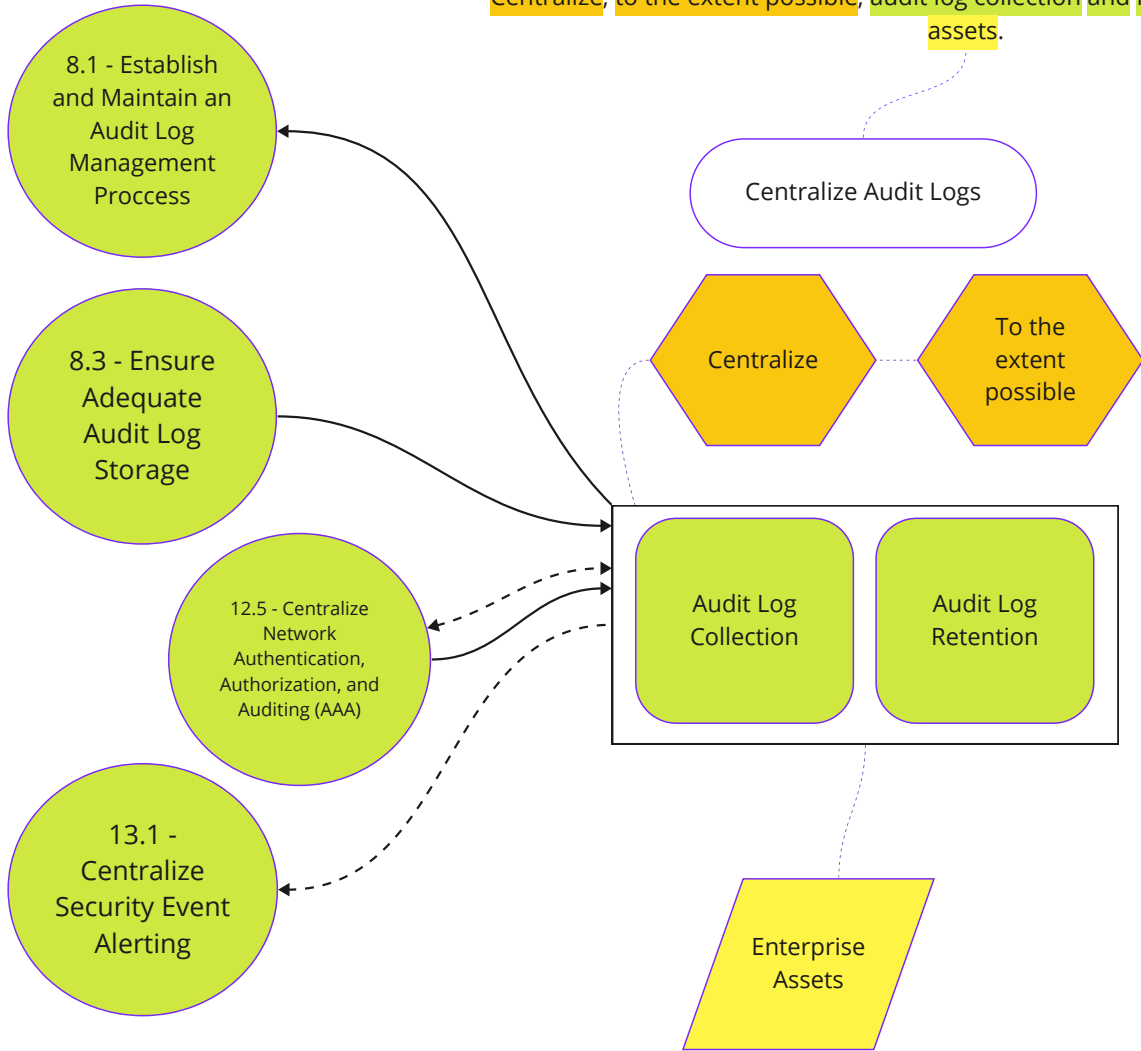 Centralize, to the extent possible, audit log collection and
assets.
8.1 - Establish
and Maintain an
Audit Log
Management
Proccess
Centralize Audit Logs
8.3 - Ensure
Adequate
Audit Log
Storage
Centralize
To the
extent
possible
12.5 - Centralize
Network
Authentication,
Authorization, and
Auditing (AAA)
Audit Log
Collection
Audit Log
Retention
13.1 -
Centralize
Security Event
Alerting
Enterprise
Assets